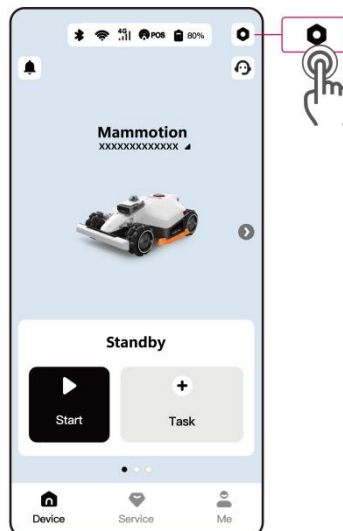 4G POS 80%
Mammotion
XXXXXXXXXXXXX
Standby
Start Task
Device Service Me